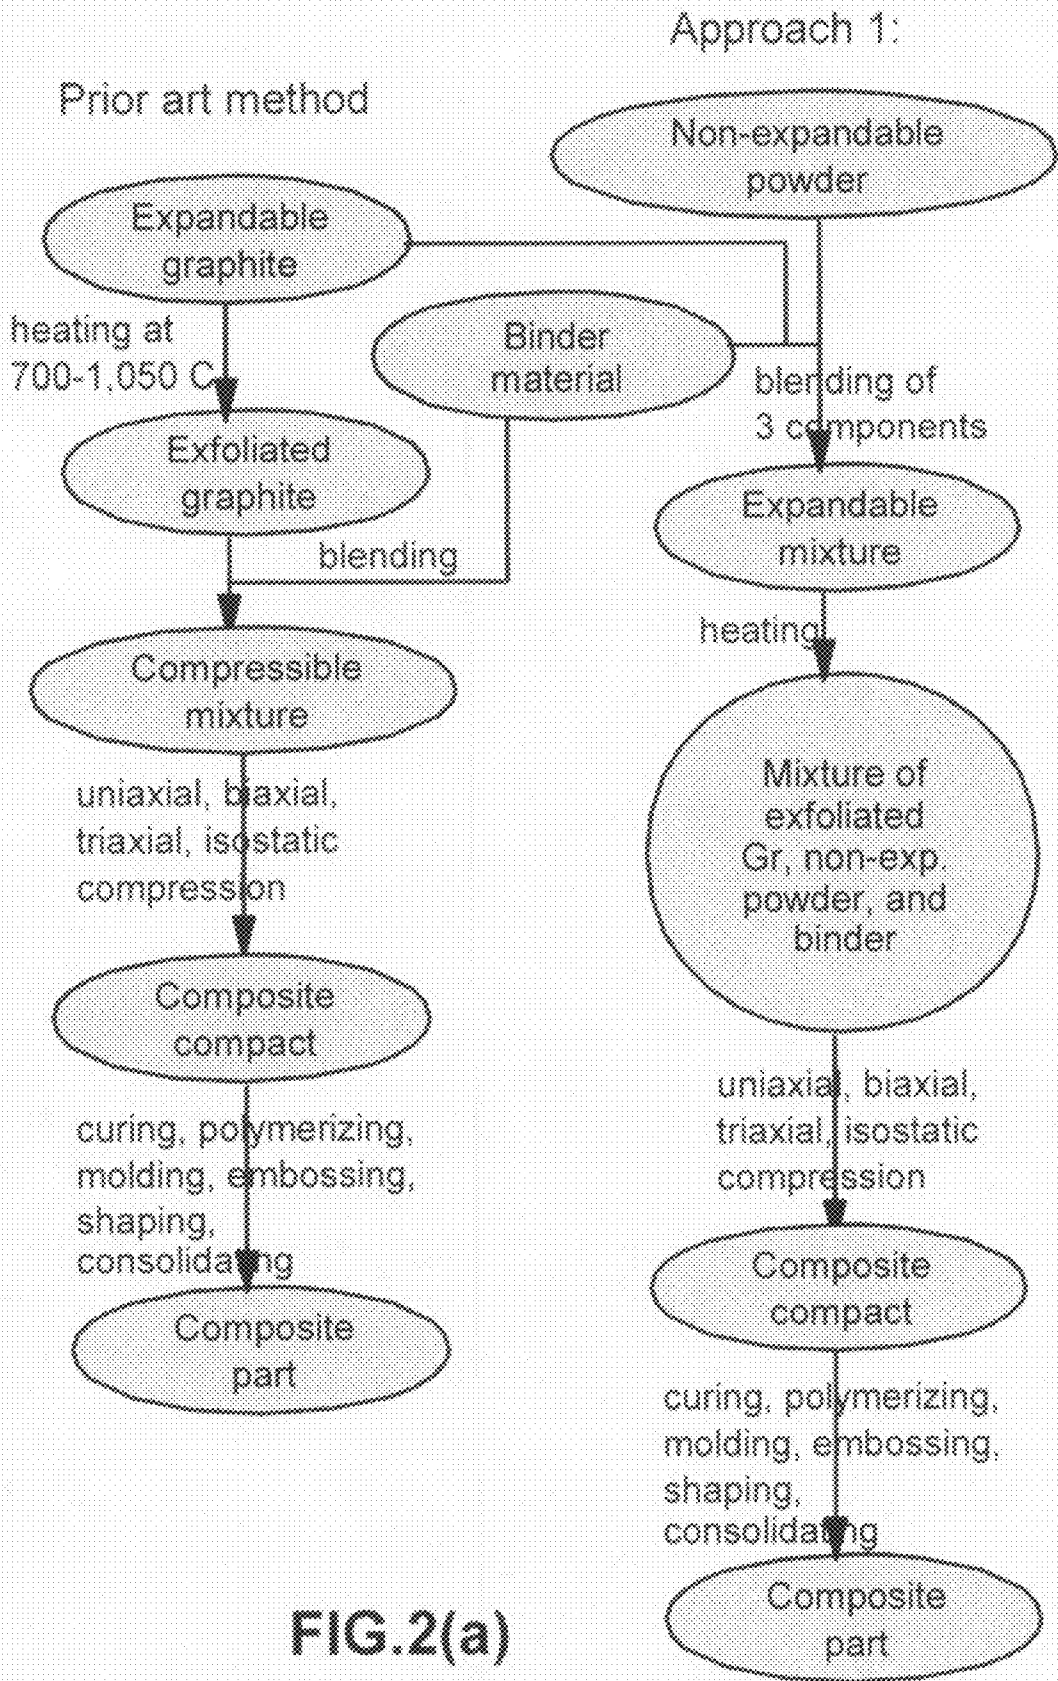 Prior art method
Expandable
graphite
heating at
700-1,050 C
Exfoliated
graphite
Binder
material
blending
Compressible
mixture
uniaxial, biaxial,
triaxial, isostatic
compression
Composite
compact
curing, polymerizing,
molding, embossing,
shaping,
consolidating
Composite
part
Approach 1:
Non-expandable
powder
blending of
3 components
Expandable
mixture
heating
Mixture of
exfoliated
Gr, non-exp.
powder, and
binder
uniaxial, biaxial,
triaxial, isostatic
compression
Composite
compact
curing, polymerizing,
molding, embossing,
shaping,
consolidating
Composite
part
FIG.2(a)